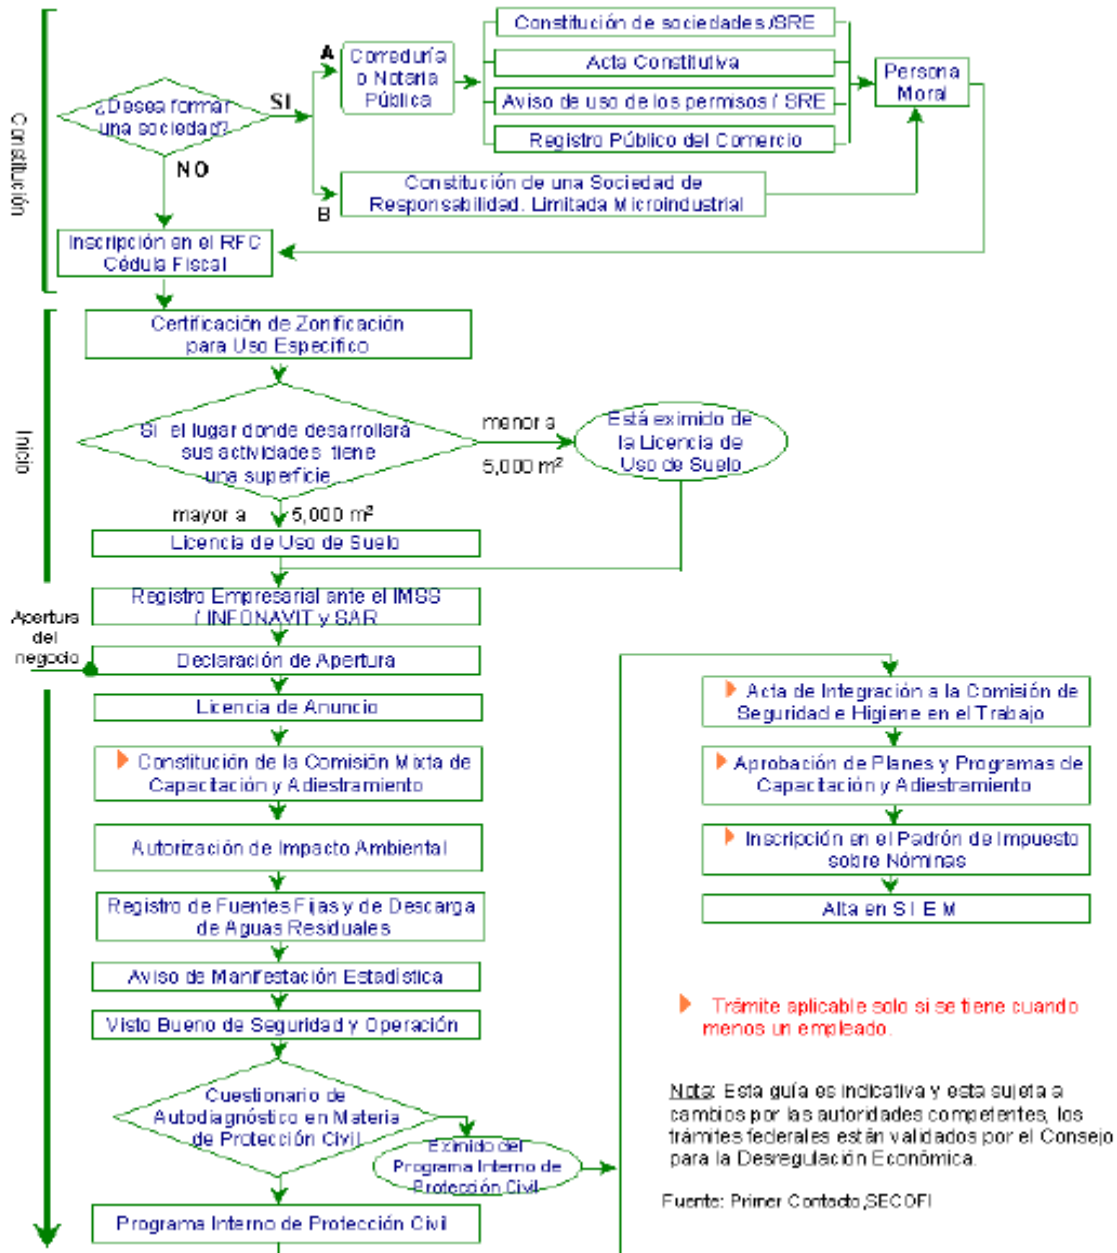 Constitución
¿Desea formar
una sociedad?
SI
NO
A
Correduría
o Notaria
Pública
Constitución de sociedades /SRE
Acta Constitutiva
Aviso de uso de los permisos / SRE
Registro Público del Comercio
Persona
Moral
B
Constitución de una Sociedad de
Responsabilidad. Limitada Microindustrial
Inscripción en el RFC
Cédula Fiscal
Inicio
Certificación de Zonificación
para Uso Específico
Si el lugar donde desarrollará
sus actividades tiene
una superficie
menor a
5,000 m²
Está eximido de
la Licencia de
Uso de Suelo
mayor a 5,000 m²
Licencia de Uso de Suelo
Registro Empresarial ante el IMSS
/ INFONAVIT y SAR
Apertura
del
negocio
Declaración de Apertura
Licencia de Anuncio
Constitución de la Comisión Mixta de
Capacitación y Adiestramiento
Autorización de Impacto Ambiental
Registro de Fuentes Fijas y de Descarga
de Aguas Residuales
Aviso de Manifestación Estadística
Visto Bueno de Seguridad y Operación
Cuestionario de
Autodiagnóstico en Materia
de Protección Civil
Eximido del
Programa Interno de
Protección Civil
Programa Interno de Protección Civil
Acta de Integración a la Comisión de
Seguridad e Higiene en el Trabajo
Aprobación de Planes y Programas de
Capacitación y Adiestramiento
Inscripción en el Padrón de Impuesto
sobre Nóminas
Alta en S I E M
Trámite aplicable solo si se tiene cuando
menos un empleado.
Nota: Esta guía es indicativa y esta sujeta a
cambios por las autoridades competentes, los
trámites federales están validados por el Consejo
para la Desregulación Económica.
Fuente: Primer Contacto,SECOFI